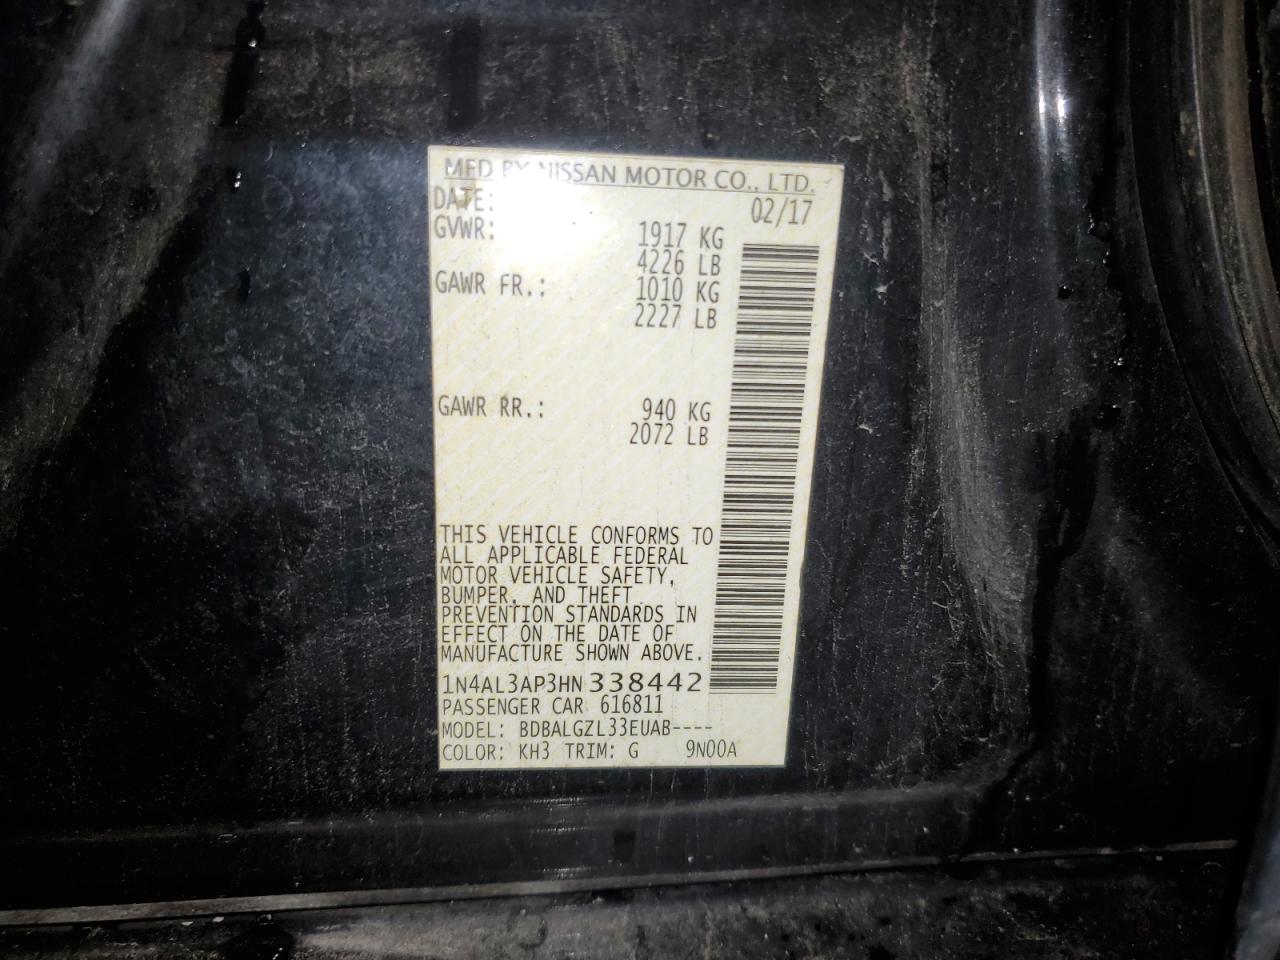 MFD BY NISSAN MOTOR CO., LTD.
DATE: 02/17
GVWR: 1917 KG
4226 LB
GAWR FR.: 1010 KG
2227 LB
GAWR RR.: 940 KG
2072 LB
THIS VEHICLE CONFORMS TO
ALL APPLICABLE FEDERAL
MOTOR VEHICLE SAFETY,
BUMPER, AND THEFT
PREVENTION STANDARDS IN
EFFECT ON THE DATE OF
MANUFACTURE SHOWN ABOVE.
1N4AL3AP3HN338442
PASSENGER CAR 616811
MODEL: BDBALGZL33EUAB----
COLOR: KH3 TRIM: G 9N00A